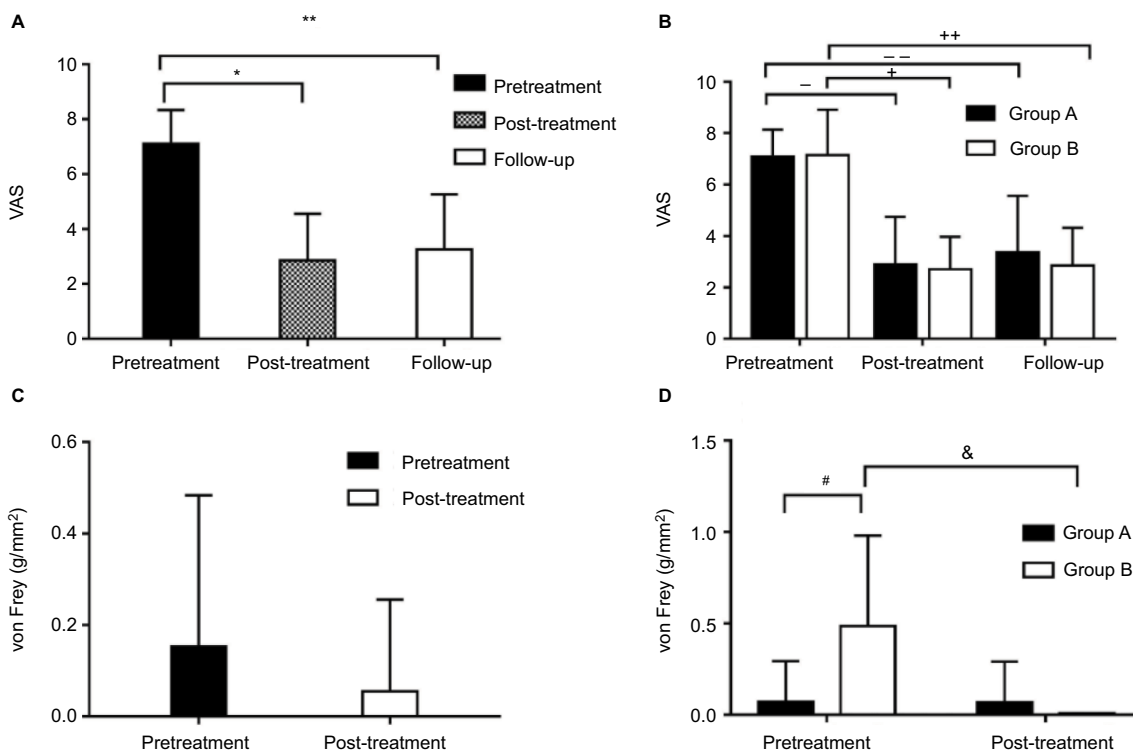 A
**
*
10
8
6
4
2
0
VAS
Pretreatment
Post-treatment
Follow-up
Pretreatment
Post-treatment
Follow-up
B
++
– –
+
–
10
8
6
4
2
0
VAS
Group A
Group B
Pretreatment
Post-treatment
Follow-up
C
0.6
0.4
0.2
0.0
von Frey (g/mm²)
Pretreatment
Post-treatment
Pretreatment
Post-treatment
D
1.5
1.0
0.5
0.0
von Frey (g/mm²)
&
#
Group A
Group B
Pretreatment
Post-treatment